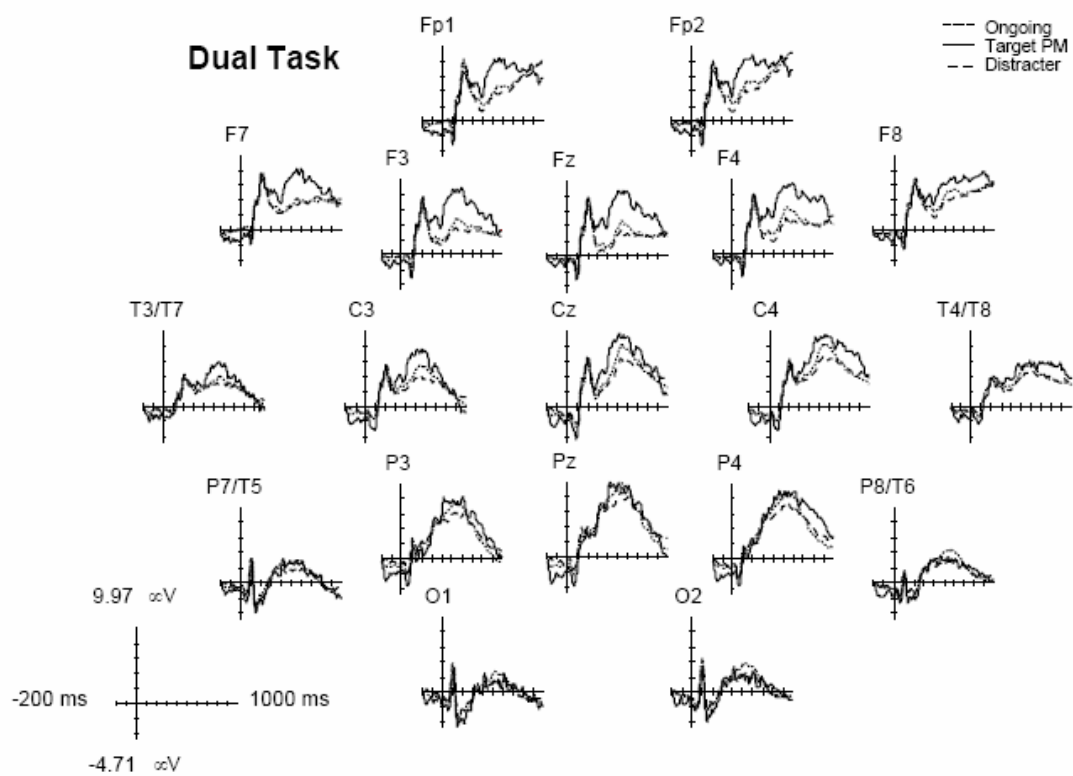 Fp1 Fp2
Ongoing
Target PM
Distracter
Dual Task
F7 F3 Fz F4 F8
T3/T7 C3 Cz C4 T4/T8
P7/T5 P3 Pz P4 P8/T6
9.97 ∝V
O1 O2
-200 ms 1000 ms
-4.71 ∝V